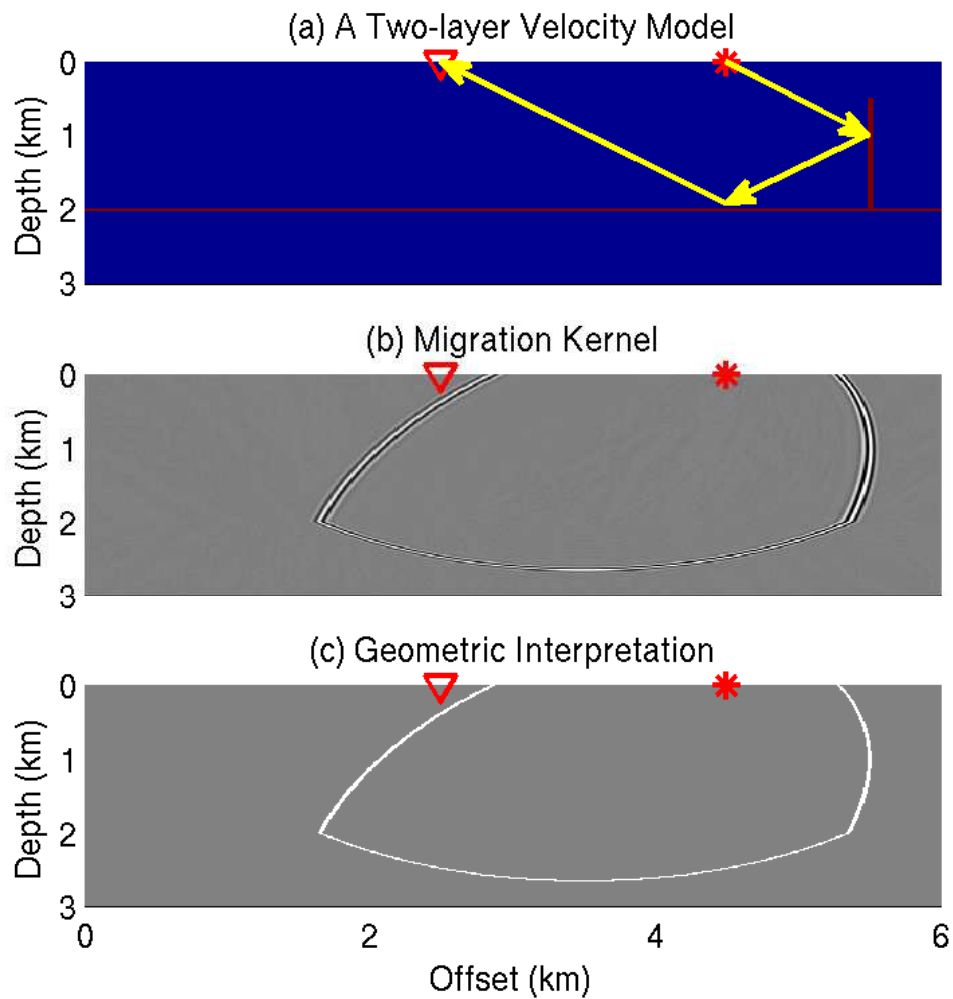 (a) A Two-layer Velocity Model
0
1
2
3
Depth (km)
(b) Migration Kernel
0
1
2
3
Depth (km)
(c) Geometric Interpretation
0
1
2
3
Depth (km)
0 2 4 6
Offset (km)